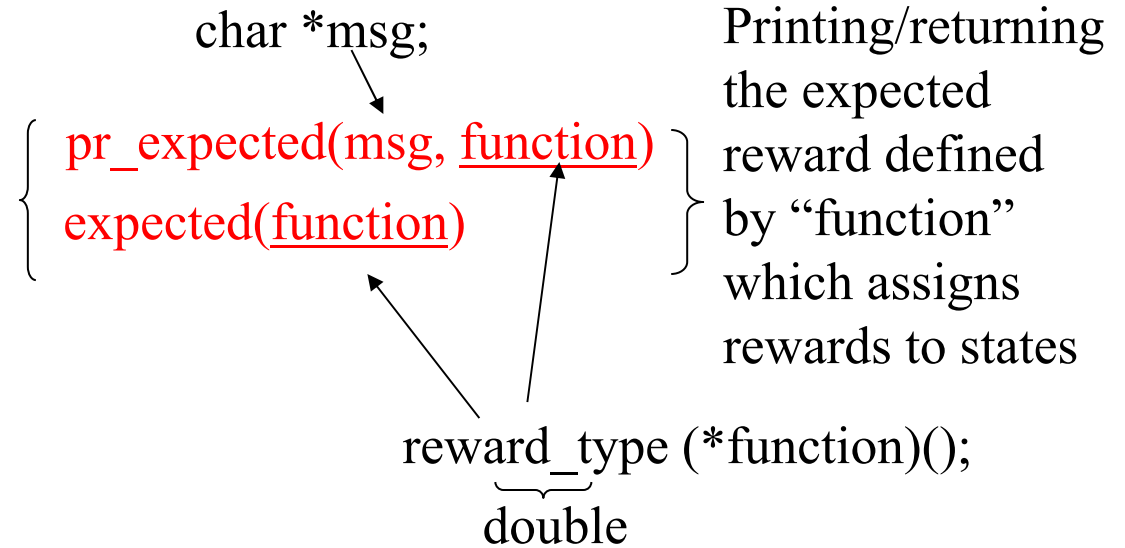 char *msg;
pr_expected(msg, function)
expected(function)
Printing/returning
the expected
reward defined
by “function”
which assigns
rewards to states
reward_type (*function)();
double